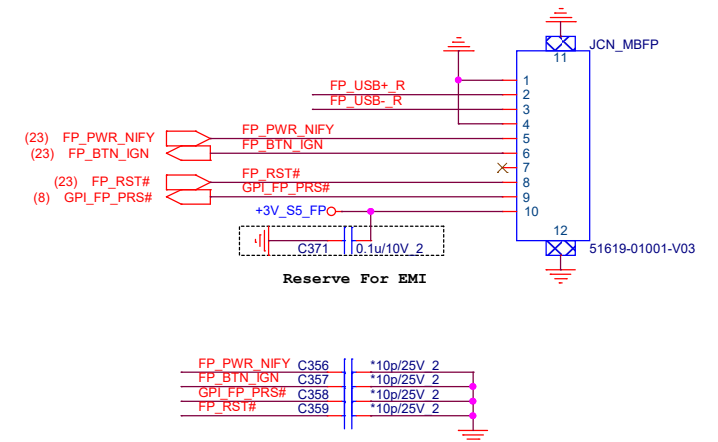 JCN_MBFP
11
1
FP_USB+_R 2
FP_USB-_R 3
4
(23) FP_PWR_NIFY FP_PWR_NIFY 5
(23) FP_BTN_IGN FP_BTN_IGN 6
7
(23) FP_RST# FP_RST# 8
(8) GPI_FP_PRS# GPI_FP_PRS# 9
+3V_S5_FP 10
12
C371 0.1u/10V_2 51619-01001-V03
Reserve For EMI
FP_PWR_NIFY C356 *10p/25V_2
FP_BTN_IGN C357 *10p/25V_2
GPI_FP_PRS# C358 *10p/25V_2
FP_RST# C359 *10p/25V_2